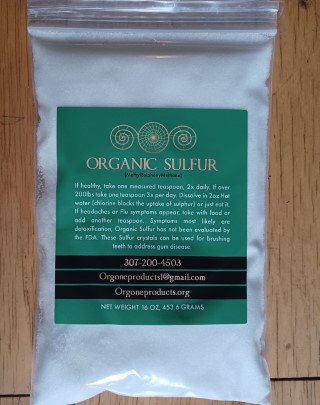 ORGANIC SULFUR
(Methylsulfonylmethane)
If healthy, take one measured teaspoon, 2x daily. If over
200lbs take one teaspoon 3x per day. Dissolve in 2oz Hot
water (chlorine blocks the uptake of sulphur) or just eat it.
If headaches or Flu symptoms appear, take with food or
add another teaspoon. Symptoms most likely are
detoxification. Organic Sulfur has not been evaluated by
the FDA. These Sulfur crystals can be used for brushing
teeth to address gum disease.
307-200-4503
Orgoneproducts1@gmail.com
Orgoneproducts.org
NET WEIGHT 16 OZ, 453.6 GRAMS